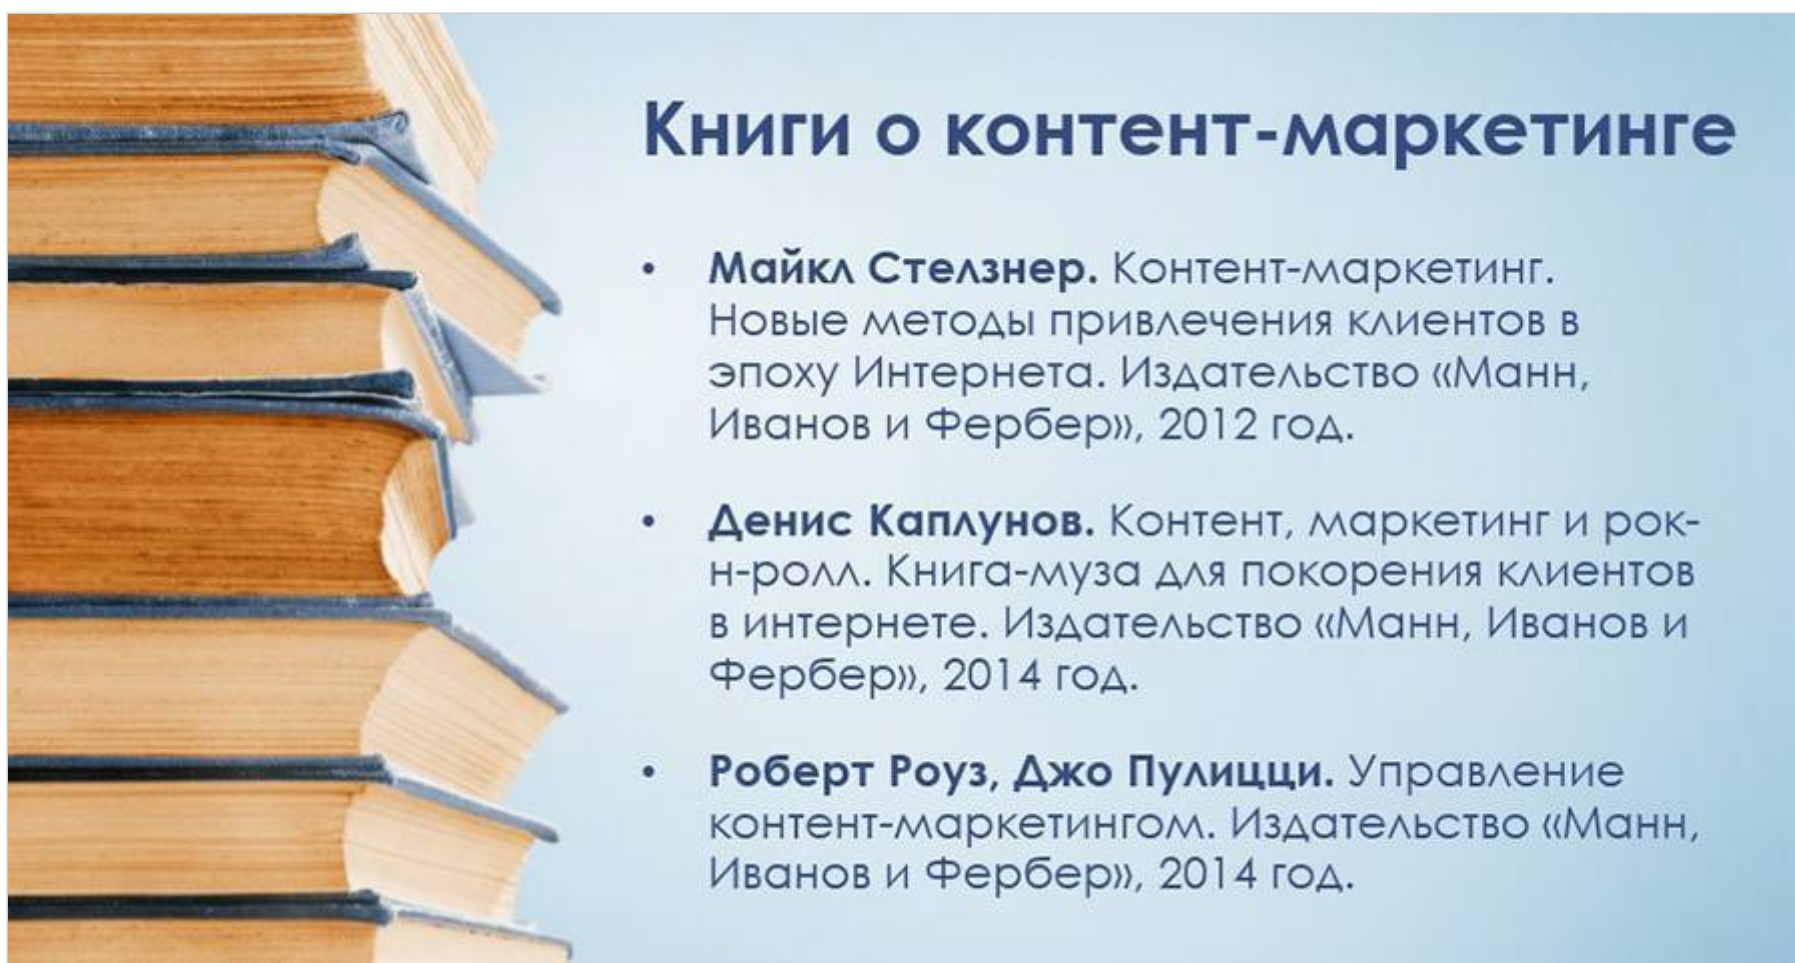 Книги о контент-маркетинге
• Майкл Стелзнер. Контент-маркетинг.
Новые методы привлечения клиентов в
эпоху Интернета. Издательство «Манн,
Иванов и Фербер», 2012 год.
• Денис Каплунов. Контент, маркетинг и рок-
н-ролл. Книга-муза для покорения клиентов
в интернете. Издательство «Манн, Иванов и
Фербер», 2014 год.
• Роберт Роуз, Джо Пулицци. Управление
контент-маркетингом. Издательство «Манн,
Иванов и Фербер», 2014 год.